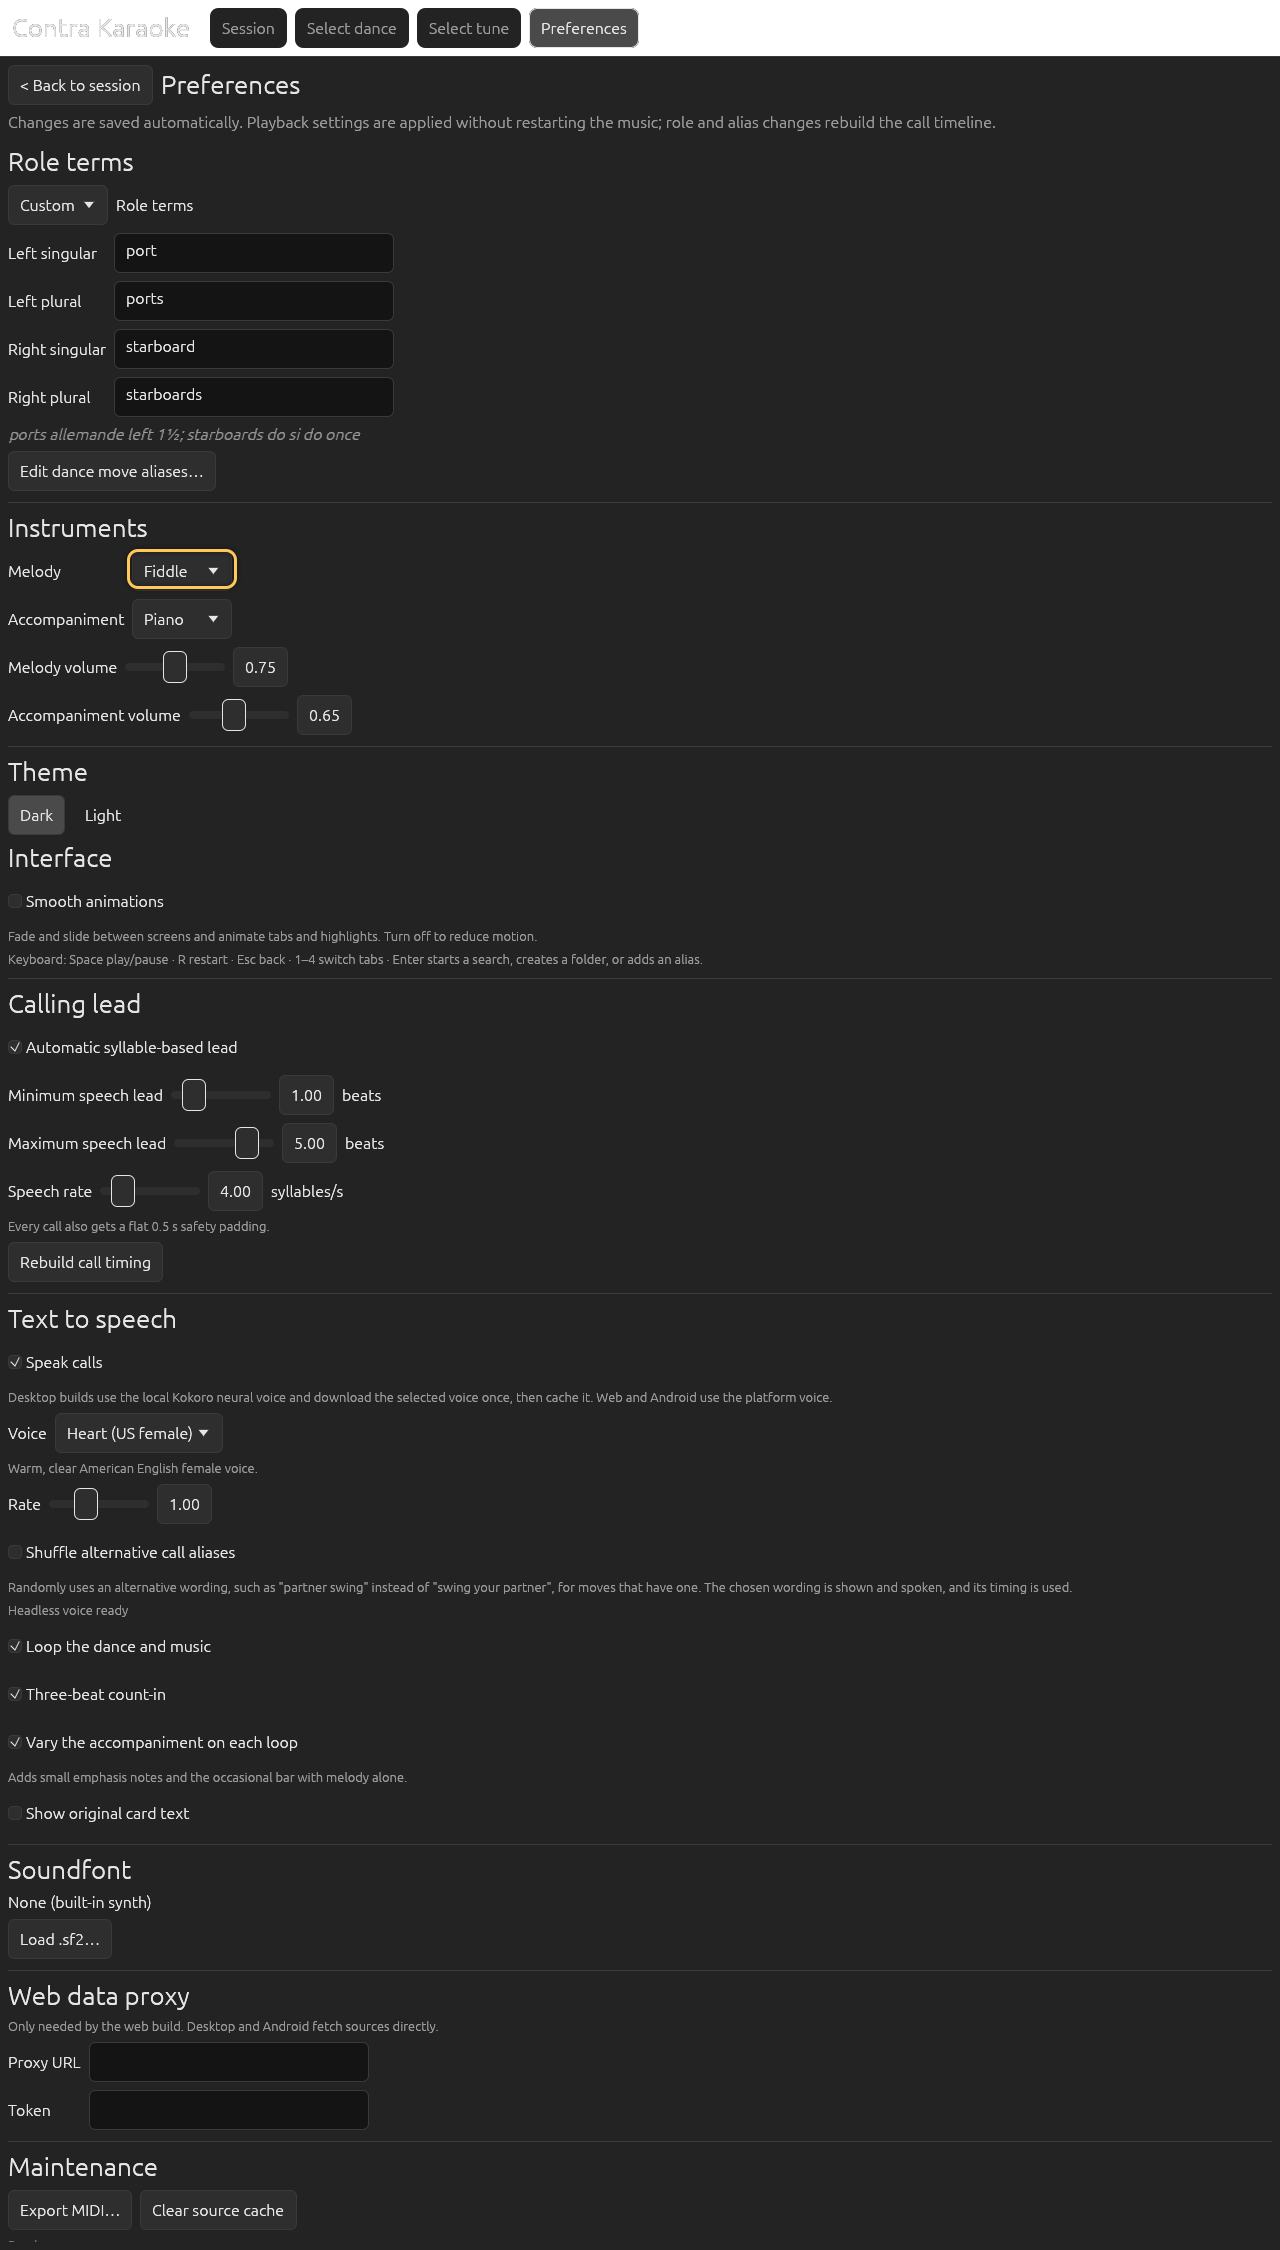 Contra Karaoke Session Select dance Select tune Preferences
< Back to session Preferences
Changes are saved automatically. Playback settings are applied without restarting the music; role and alias changes rebuild the call timeline.
Role terms
Custom Role terms
Left singular port
Left plural ports
Right singular starboard
Right plural starboards
ports allemande left 1½; starboards do si do once
Edit dance move aliases...
Instruments
Melody Fiddle
Accompaniment Piano
Melody volume 0.75
Accompaniment volume 0.65
Theme
Dark Light
Interface
Smooth animations
Fade and slide between screens and animate tabs and highlights. Turn off to reduce motion.
Keyboard: Space play/pause · R restart · Esc back · 1–4 switch tabs · Enter starts a search, creates a folder, or adds an alias.
Calling lead
Automatic syllable-based lead
Minimum speech lead 1.00 beats
Maximum speech lead 5.00 beats
Speech rate 4.00 syllables/s
Every call also gets a flat 0.5 s safety padding.
Rebuild call timing
Text to speech
Speak calls
Desktop builds use the local Kokoro neural voice and download the selected voice once, then cache it. Web and Android use the platform voice.
Voice Heart (US female)
Warm, clear American English female voice.
Rate 1.00
Shuffle alternative call aliases
Randomly uses an alternative wording, such as "partner swing" instead of "swing your partner", for moves that have one. The chosen wording is shown and spoken, and its timing is used.
Headless voice ready
Loop the dance and music
Three-beat count-in
Vary the accompaniment on each loop
Adds small emphasis notes and the occasional bar with melody alone.
Show original card text
Soundfont
None (built-in synth)
Load .sf2...
Web data proxy
Only needed by the web build. Desktop and Android fetch sources directly.
Proxy URL
Token
Maintenance
Export MIDI... Clear source cache